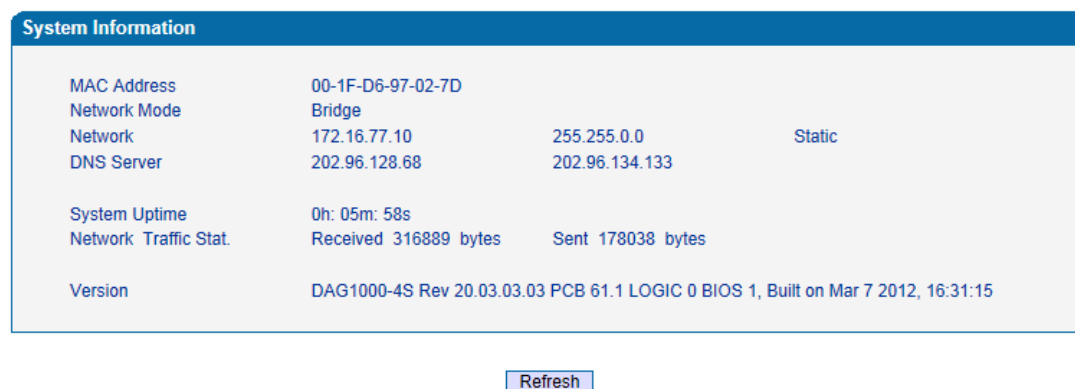 System Information
MAC Address 00-1F-D6-97-02-7D
Network Mode Bridge
Network 172.16.77.10 255.255.0.0 Static
DNS Server 202.96.128.68 202.96.134.133
System Uptime 0h: 05m: 58s
Network Traffic Stat. Received 316889 bytes Sent 178038 bytes
Version DAG1000-4S Rev 20.03.03.03 PCB 61.1 LOGIC 0 BIOS 1, Built on Mar 7 2012, 16:31:15
Refresh